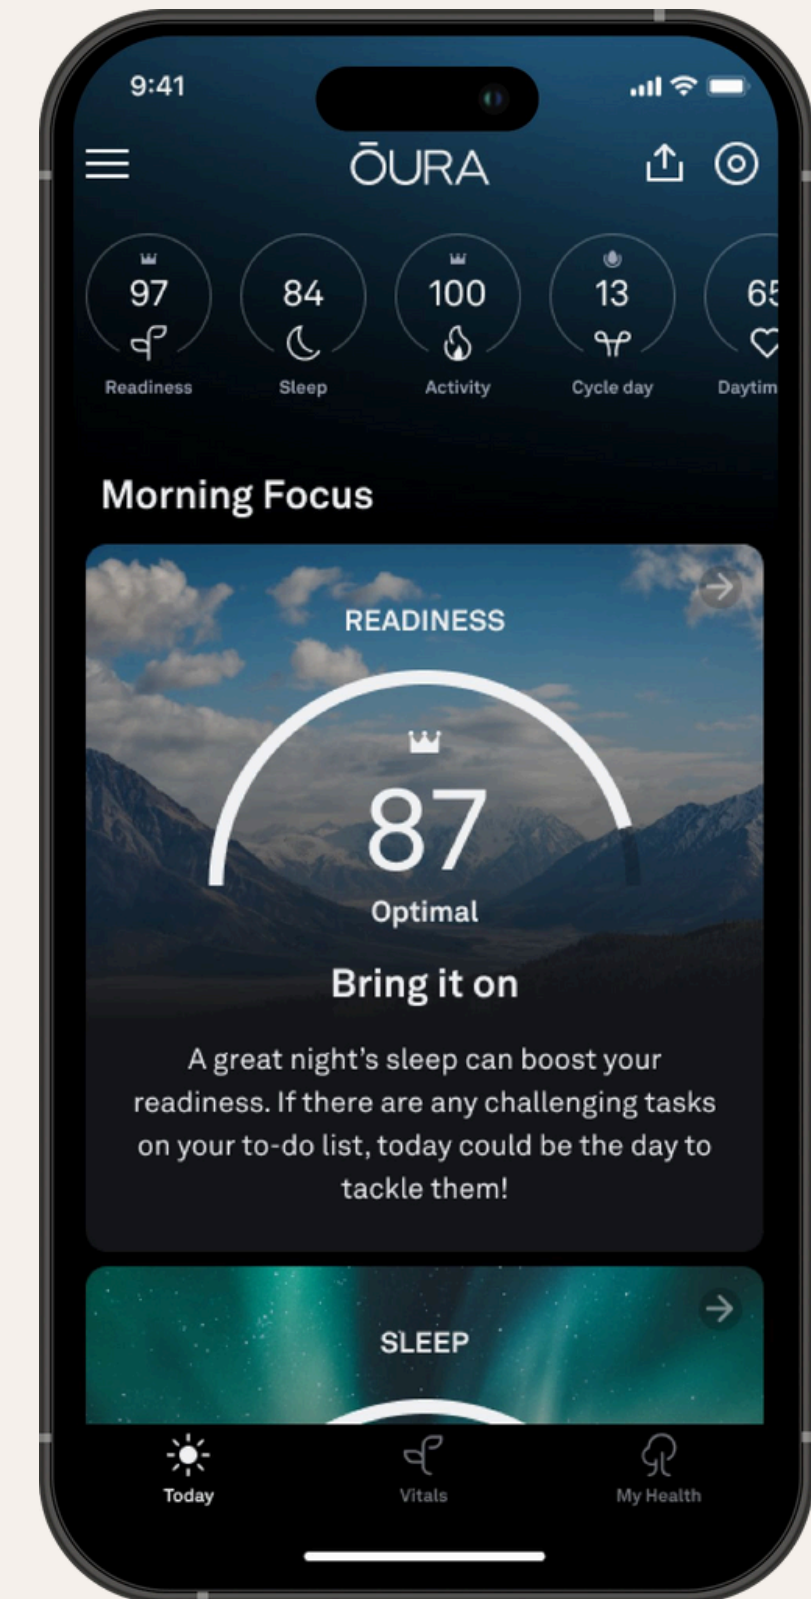 9:41
ŌURA
97 84 100 13 65
Readiness Sleep Activity Cycle day
Morning Focus
READINESS
87
Optimal
Bring it on
A great night's sleep can boost your
readiness. If there are any challenging tasks
on your to-do list, today could be the day to
tackle them!
SLEEP
Today Vitals My Health